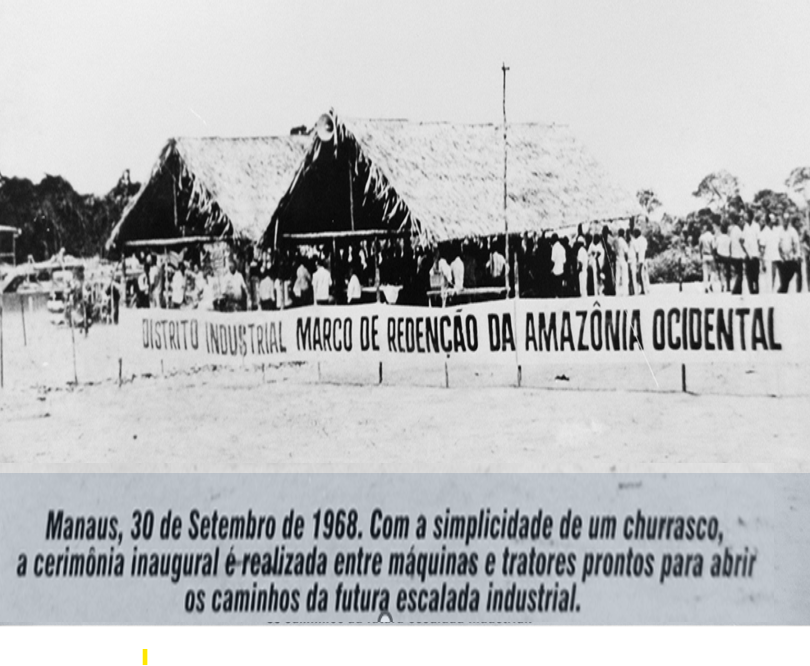 DISTRITO INDUSTRIAL MARCO DE REDENÇÃO DA AMAZÔNIA OCIDENTAL
Manaus, 30 de Setembro de 1968. Com a simplicidade de um churrasco,
a cerimônia inaugural é realizada entre máquinas e tratores prontos para abrir
os caminhos da futura escalada industrial.